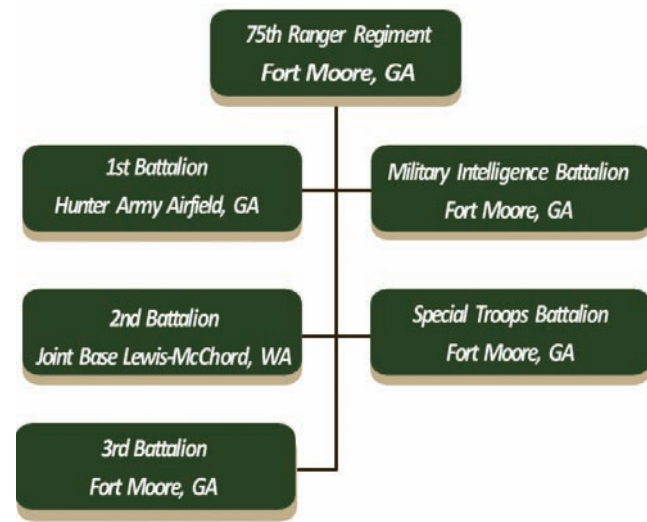 75th Ranger Regiment
Fort Moore, GA
1st Battalion
Hunter Army Airfield, GA
Military Intelligence Battalion
Fort Moore, GA
2nd Battalion
Joint Base Lewis-McChord, WA
Special Troops Battalion
Fort Moore, GA
3rd Battalion
Fort Moore, GA